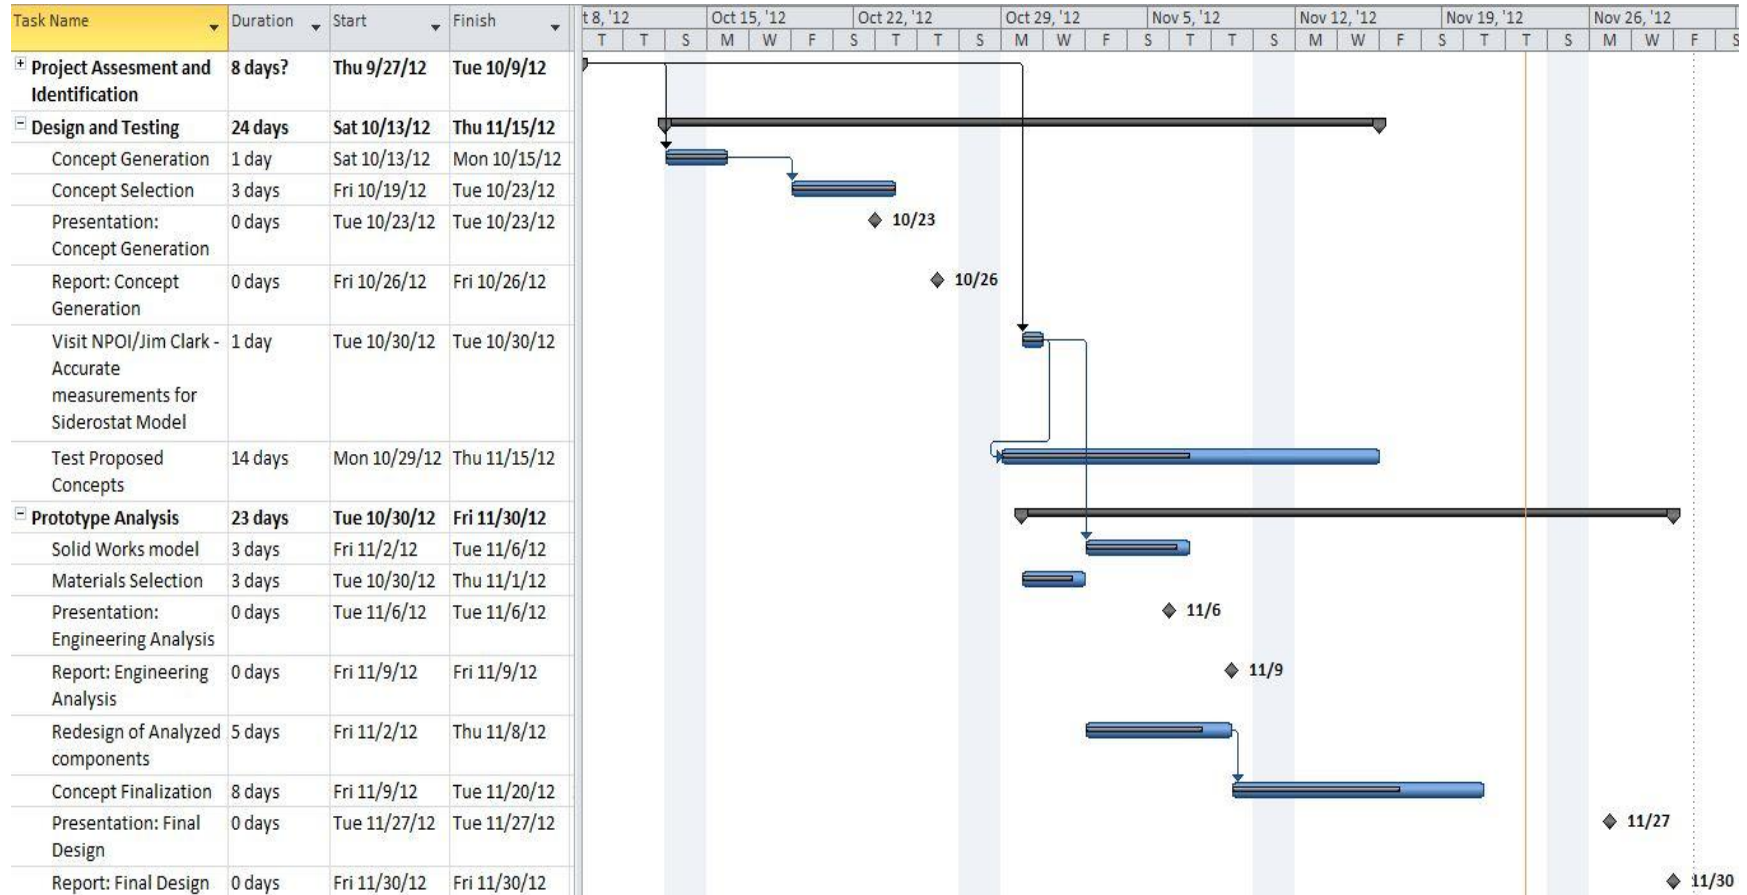 Task Name Duration Start Finish t 8, '12 Oct 15, '12 Oct 22, '12 Oct 29, '12 Nov 5, '12 Nov 12, '12 Nov 19, '12 Nov 26, '12
T T S M W F S T T S M W F S T T S M W F S T T S M W F S
Project Assesment and 8 days? Thu 9/27/12 Tue 10/9/12
Identification
Design and Testing 24 days Sat 10/13/12 Thu 11/15/12
Concept Generation 1 day Sat 10/13/12 Mon 10/15/12
Concept Selection 3 days Fri 10/19/12 Tue 10/23/12
Presentation: 0 days Tue 10/23/12 Tue 10/23/12 10/23
Concept Generation
Report: Concept 0 days Fri 10/26/12 Fri 10/26/12 10/26
Generation
Visit NPOI/Jim Clark - 1 day Tue 10/30/12 Tue 10/30/12
Accurate
measurements for
Siderostat Model
Test Proposed 14 days Mon 10/29/12 Thu 11/15/12
Concepts
Prototype Analysis 23 days Tue 10/30/12 Fri 11/30/12
Solid Works model 3 days Fri 11/2/12 Tue 11/6/12
Materials Selection 3 days Tue 10/30/12 Thu 11/1/12
Presentation: 0 days Tue 11/6/12 Tue 11/6/12 11/6
Engineering Analysis
Report: Engineering 0 days Fri 11/9/12 Fri 11/9/12 11/9
Analysis
Redesign of Analyzed 5 days Fri 11/2/12 Thu 11/8/12
components
Concept Finalization 8 days Fri 11/9/12 Tue 11/20/12
Presentation: Final 0 days Tue 11/27/12 Tue 11/27/12 11/27
Design
Report: Final Design 0 days Fri 11/30/12 Fri 11/30/12 11/30